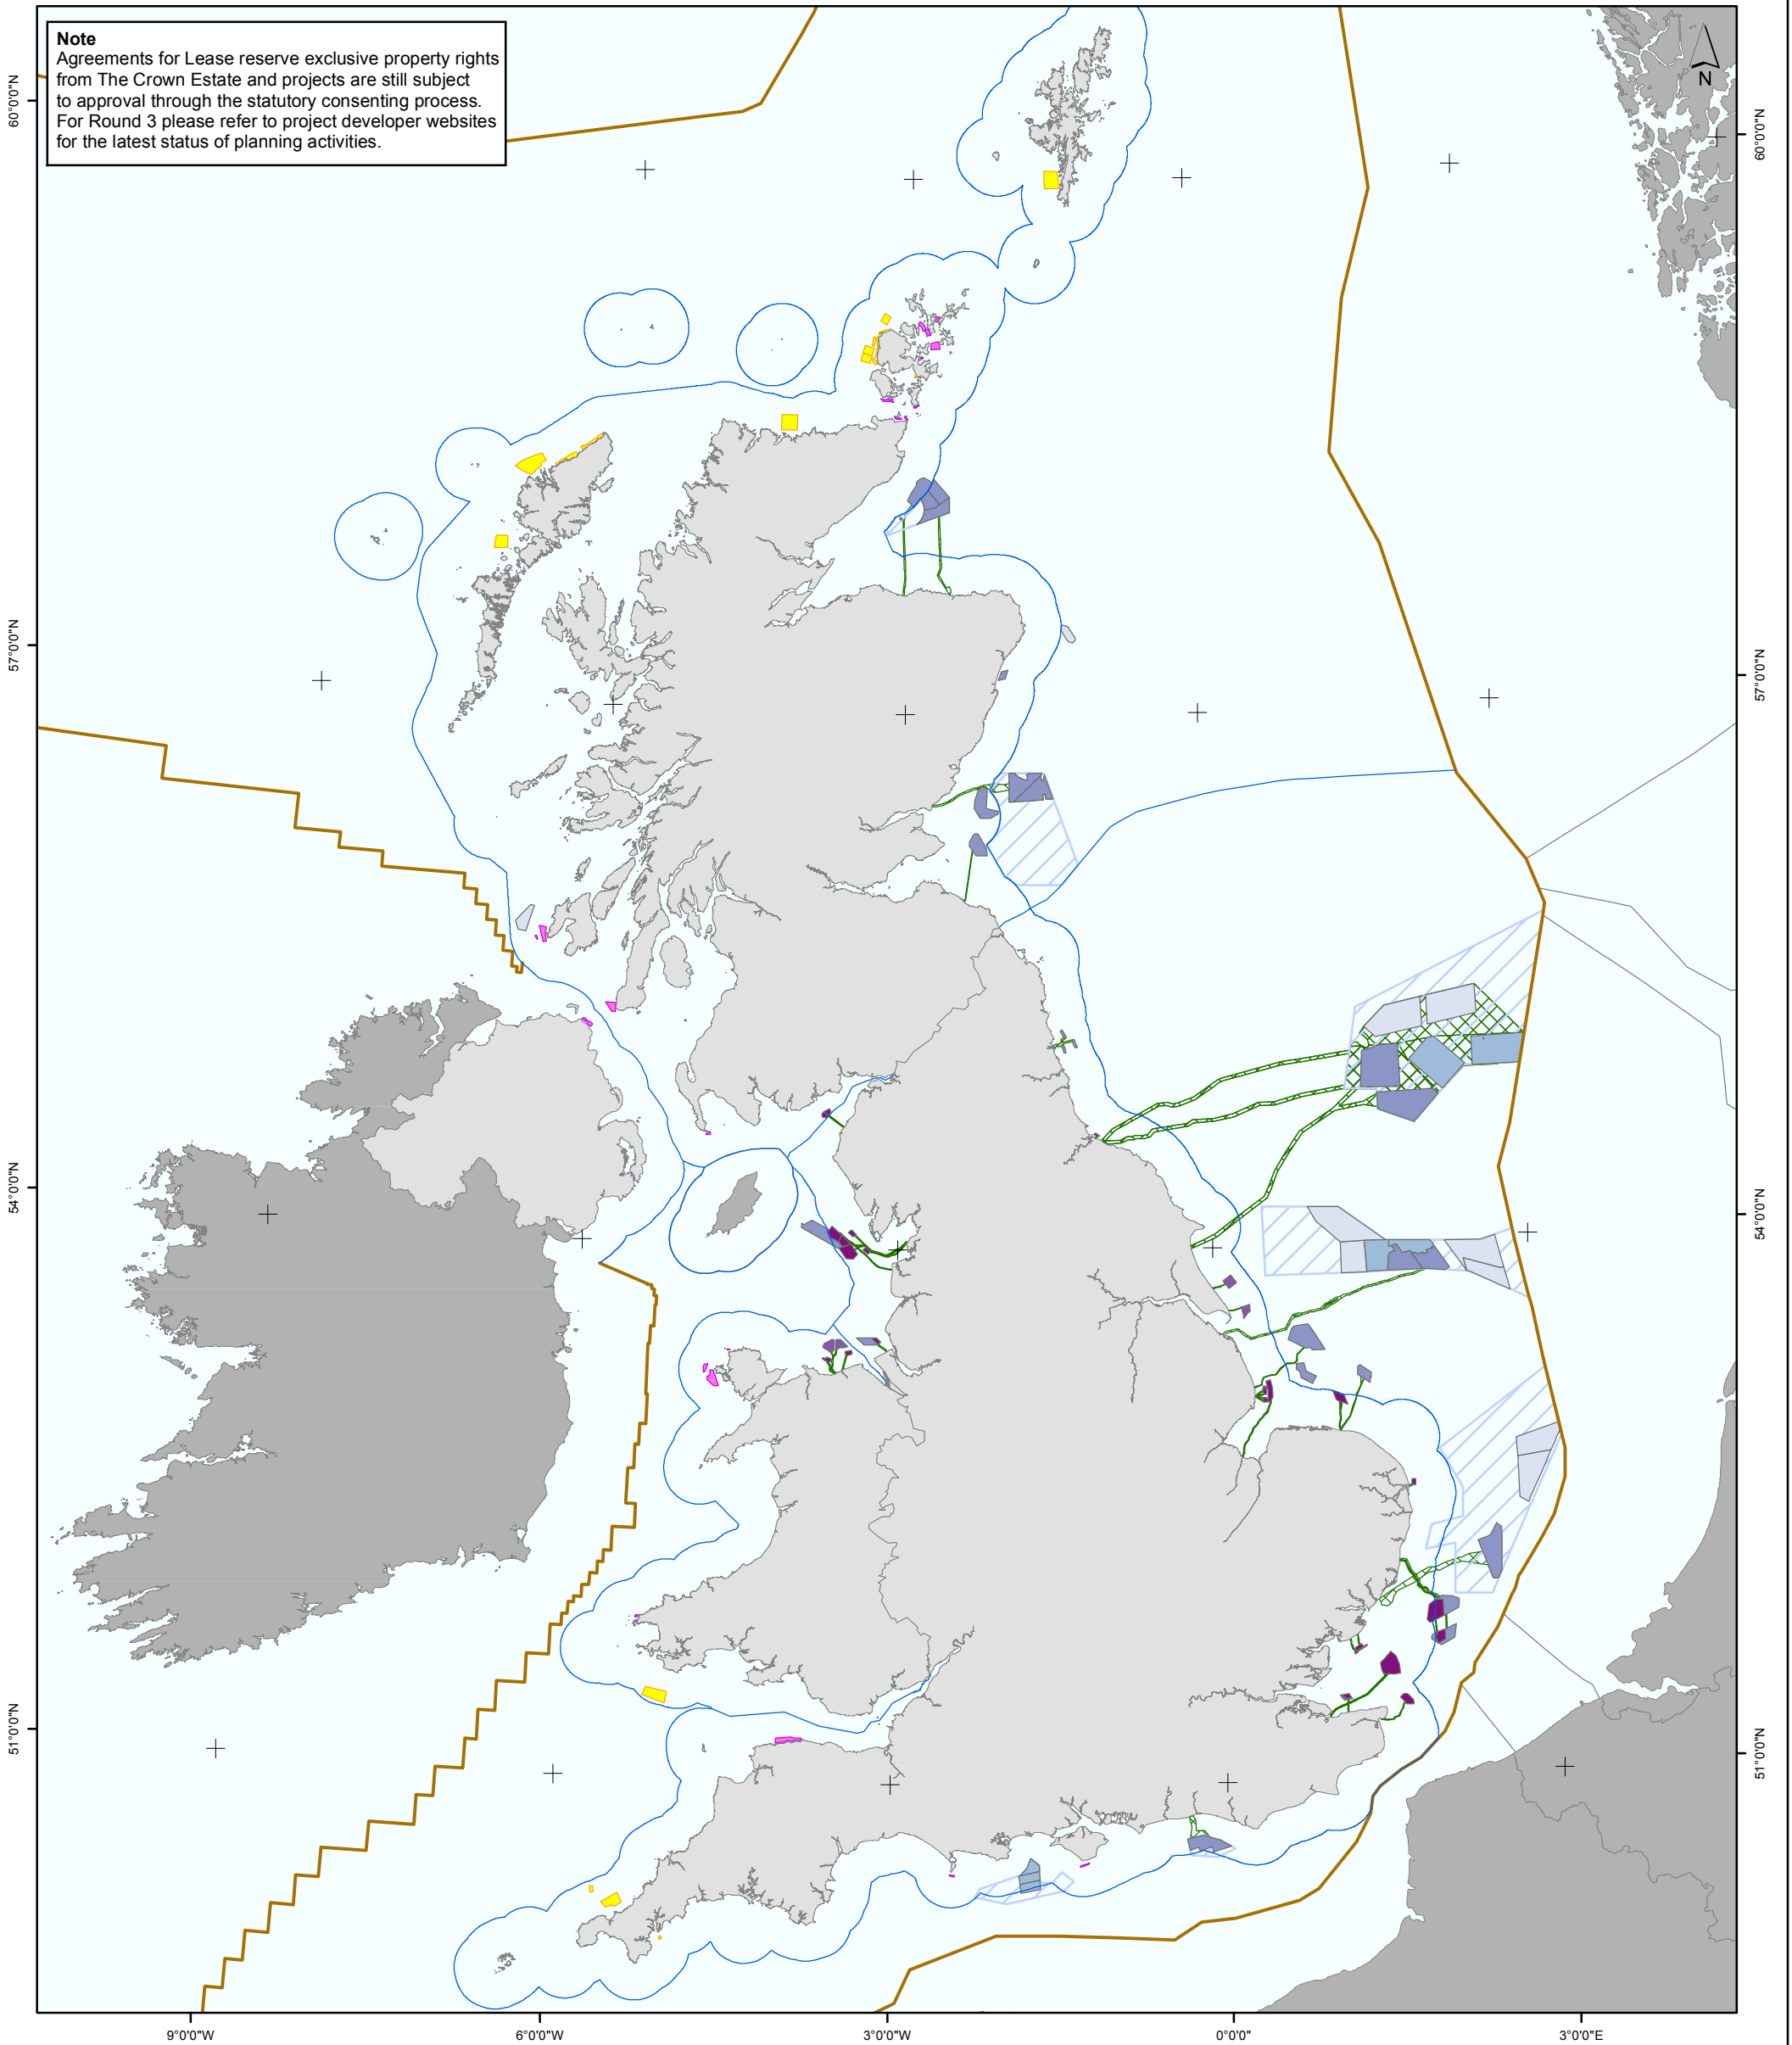 Note
Agreements for Lease reserve exclusive property rights
from The Crown Estate and projects are still subject
to approval through the statutory consenting process.
For Round 3 please refer to project developer websites
for the latest status of planning activities.
N
60°0'0"N
60°0'0"N
57°0'0"N
57°0'0"N
54°0'0"N
54°0'0"N
51°0'0"N
51°0'0"N
9°0'0"W
6°0'0"W
3°0'0"W
0°0'0"
3°0'0"E